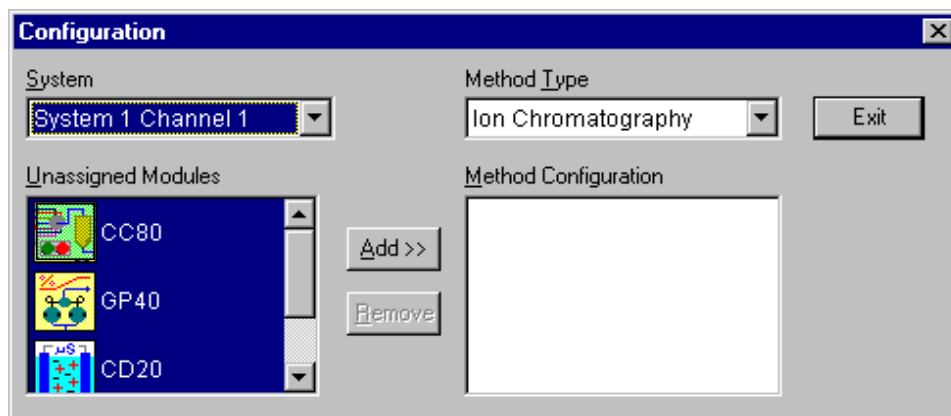 Configuration
System
Method Type
System 1 Channel 1
Ion Chromatography
Exit
Unassigned Modules
Method Configuration
CC80
Add >>
GP40
Remove
µS
CD20